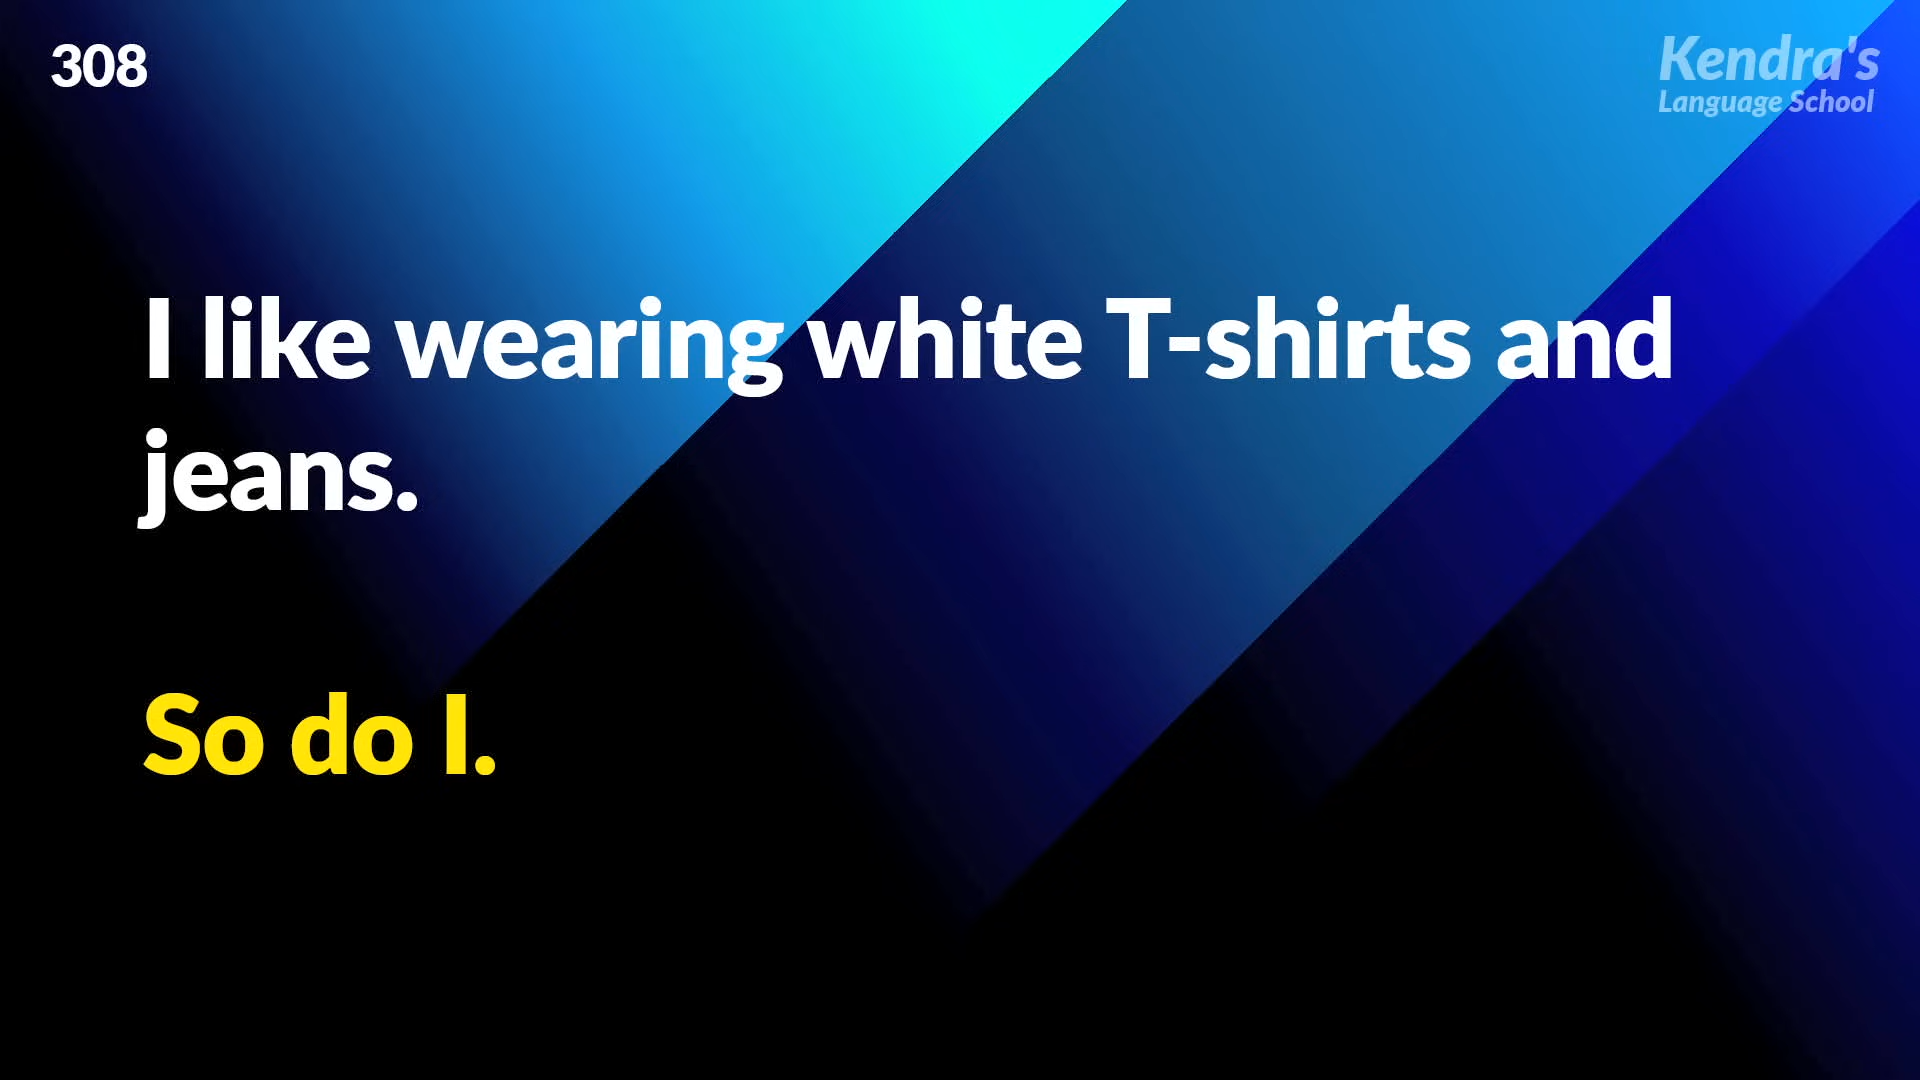 308
Kendra's
Language School
I like wearing white T-shirts and
jeans.
So do I.